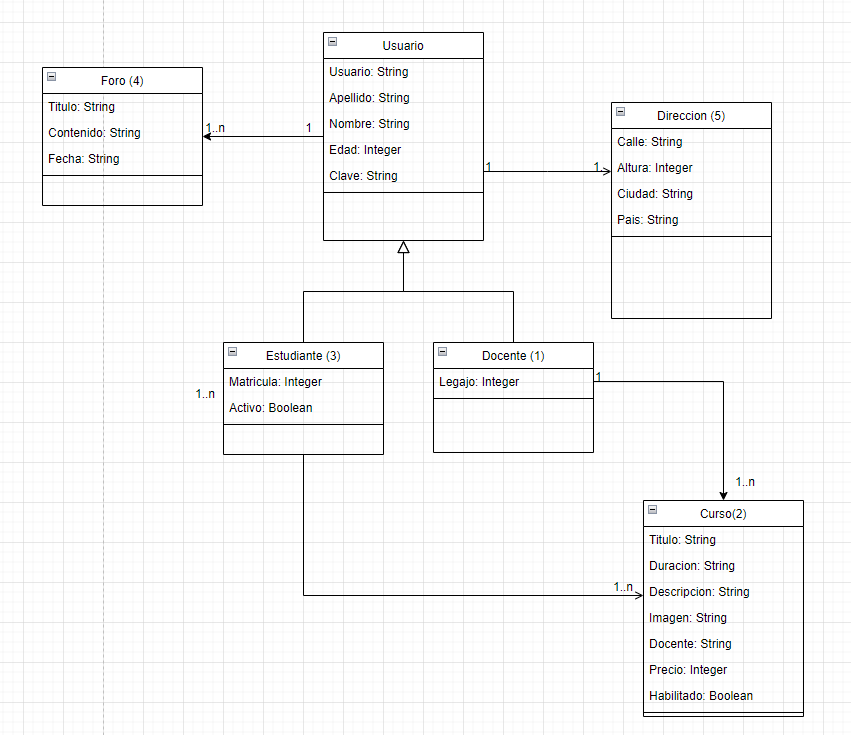 Usuario
Usuario: String
Apellido: String
Nombre: String
Edad: Integer
Clave: String
Foro (4)
Titulo: String
Contenido: String
Fecha: String
1..n
1
Direccion (5)
Calle: String
Altura: Integer
Ciudad: String
Pais: String
1
1
Estudiante (3)
Matricula: Integer
Activo: Boolean
1..n
Docente (1)
Legajo: Integer
1
1..n
Curso(2)
Titulo: String
Duracion: String
Descripcion: String
Imagen: String
Docente: String
Precio: Integer
Habilitado: Boolean
1..n